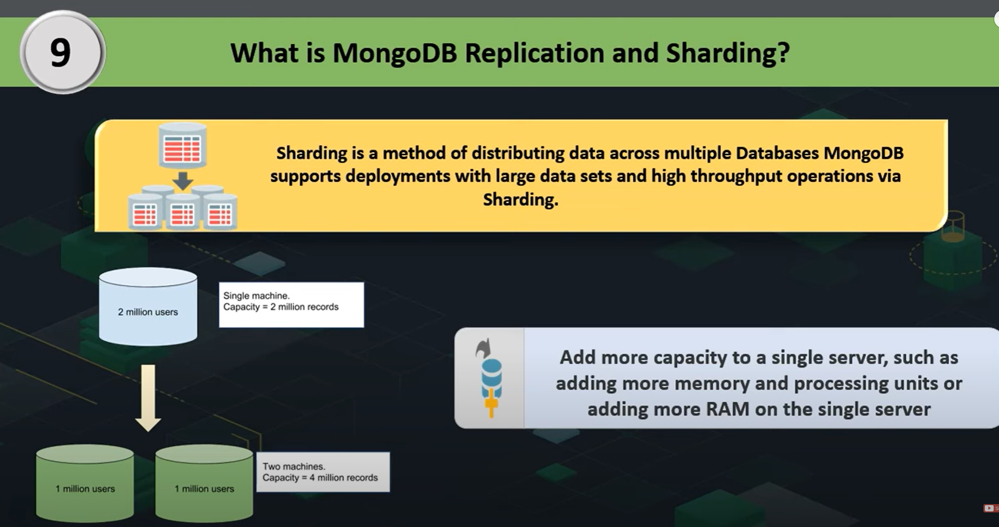 9
What is MongoDB Replication and Sharding?
Sharding is a method of distributing data across multiple Databases MongoDB
supports deployments with large data sets and high throughput operations via
Sharding.
2 million users
Single machine.
Capacity = 2 million records
Add more capacity to a single server, such as
adding more memory and processing units or
adding more RAM on the single server
1 million users
1 million users
Two machines.
Capacity = 4 million records